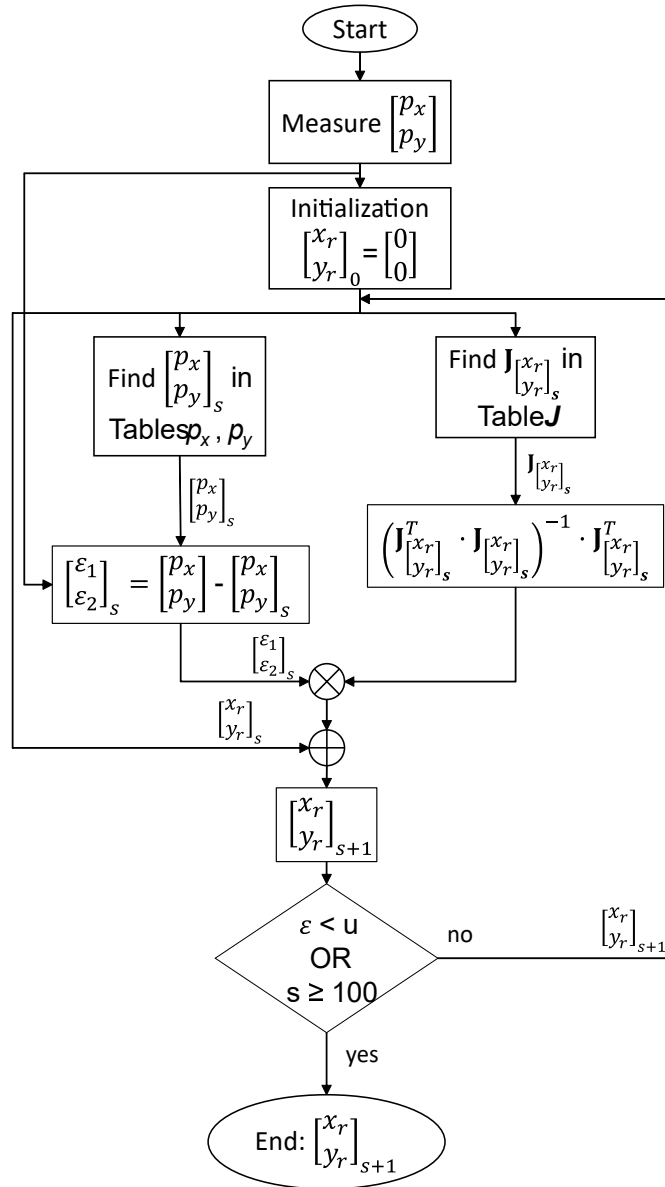 Start
Measure [p_x p_y]
Initialization
[x_r y_r]_0 = [0 0]
Find [p_x p_y]_s in
Tables p_x , p_y
Find J_[x_r y_r]_s in
Table J
[p_x p_y]_s
J_[x_r y_r]_s
[ε_1 ε_2]_s = [p_x p_y] - [p_x p_y]_s
(J^T_[x_r y_r]_s · J_[x_r y_r]_s)^-1 · J^T_[x_r y_r]_s
[ε_1 ε_2]_s
[x_r y_r]_s
[x_r y_r]_s+1
ε < u
OR
s ≥ 100
no
[x_r y_r]_s+1
yes
End: [x_r y_r]_s+1